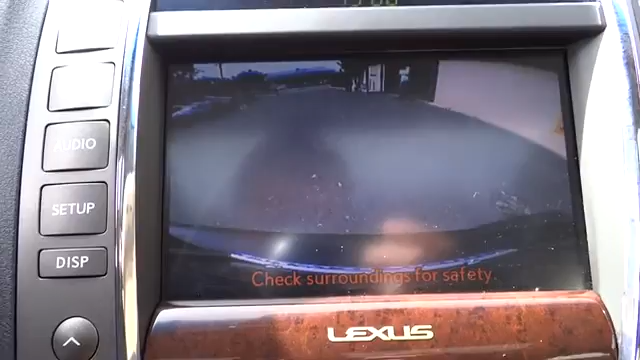 AUDIO
SETUP
DISP
Check surroundings for safety.
LEXUS